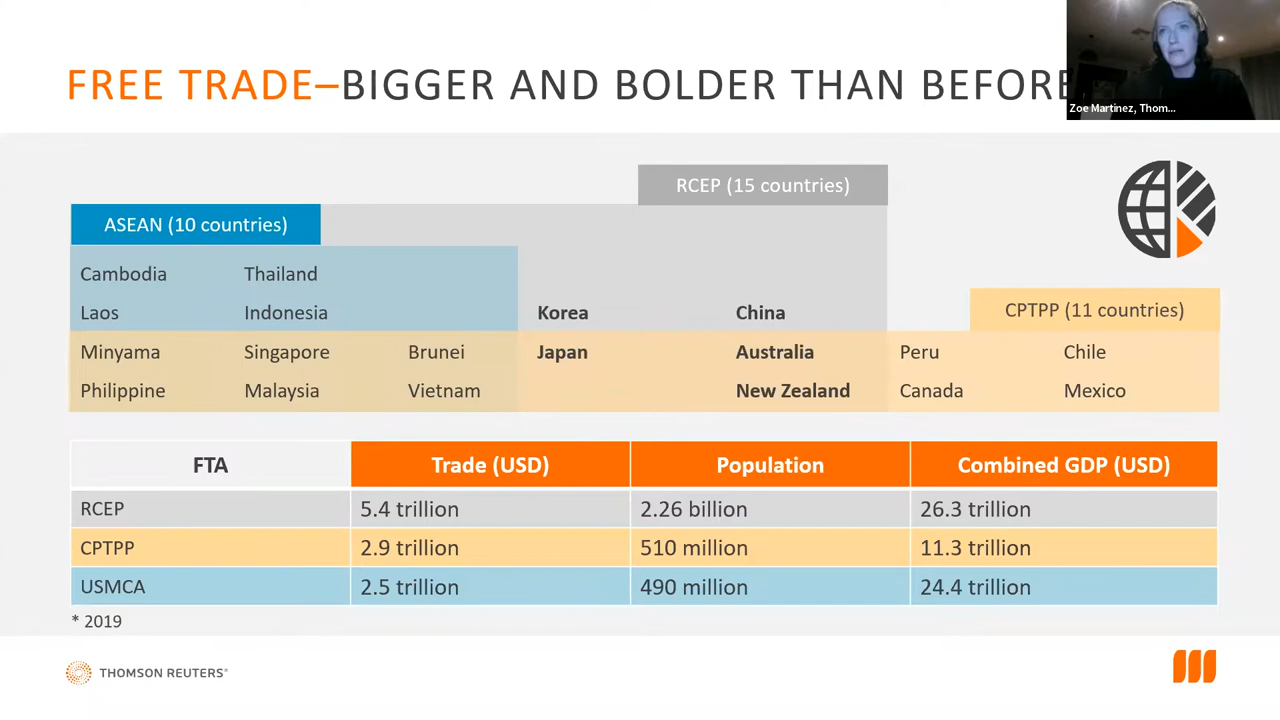 FREE TRADE–BIGGER AND BOLDER THAN BEFORE
Zoe Martinez, Thom...
RCEP (15 countries)
ASEAN (10 countries)
Cambodia Thailand
Laos Indonesia Korea China
CPTPP (11 countries)
Minyama Singapore Brunei Japan Australia Peru Chile
Philippine Malaysia Vietnam New Zealand Canada Mexico
FTA Trade (USD) Population Combined GDP (USD)
RCEP 5.4 trillion 2.26 billion 26.3 trillion
CPTPP 2.9 trillion 510 million 11.3 trillion
USMCA 2.5 trillion 490 million 24.4 trillion
* 2019
THOMSON REUTERS®